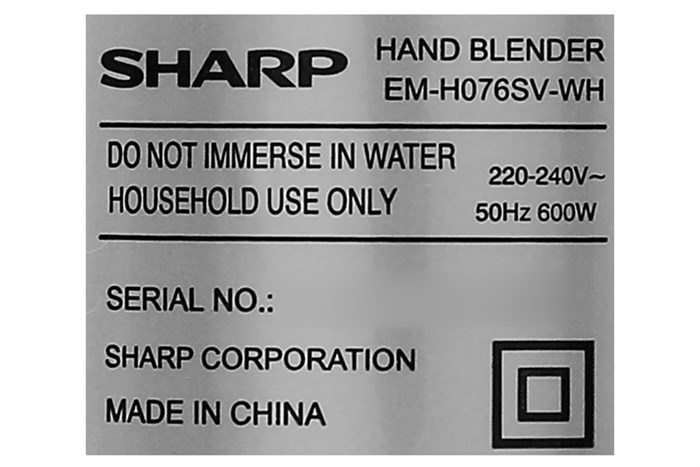 SHARP
HAND BLENDER
EM-H076SV-WH
DO NOT IMMERSE IN WATER
HOUSEHOLD USE ONLY
220-240V~
50Hz 600W
SERIAL NO.:
SHARP CORPORATION
MADE IN CHINA